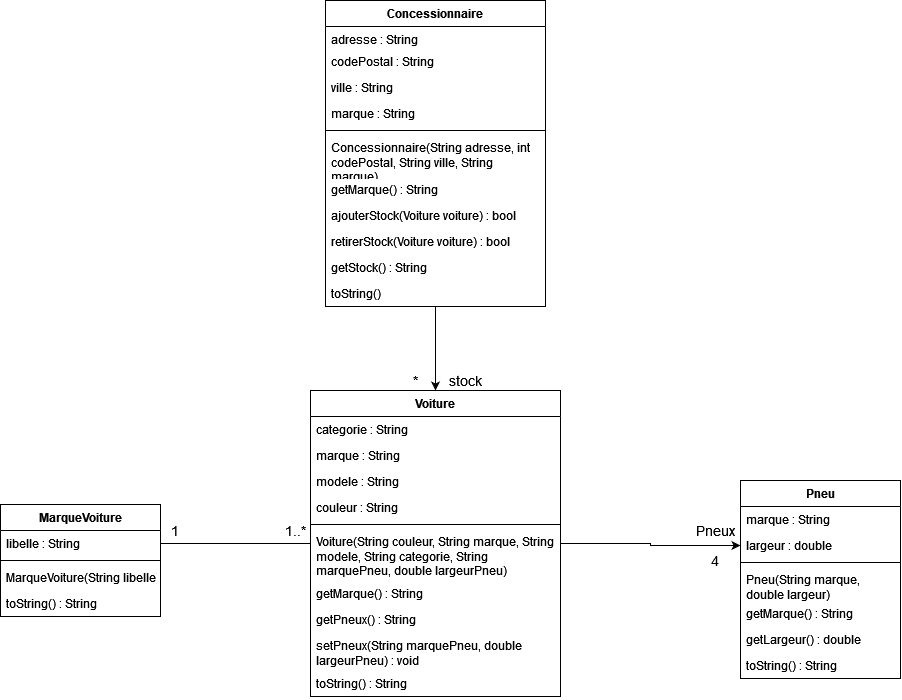 Concessionnaire
adresse : String
codePostal : String
ville : String
marque : String
Concessionnaire(String adresse, int
codePostal, String ville, String
marque)
getMarque() : String
ajouterStock(Voiture voiture) : bool
retirerStock(Voiture voiture) : bool
getStock() : String
toString()
* stock
Voiture
categorie : String
marque : String
modele : String
couleur : String
Voiture(String couleur, String marque, String
modele, String categorie, String
marquePneu, double largeurPneu)
getMarque() : String
getPneux() : String
setPneux(String marquePneu, double
largeurPneu) : void
toString() : String
MarqueVoiture
libelle : String
MarqueVoiture(String libelle
toString() : String
1 1..*
Pneux
4
Pneu
marque : String
largeur : double
Pneu(String marque,
double largeur)
getMarque() : String
getLargeur() : double
toString() : String